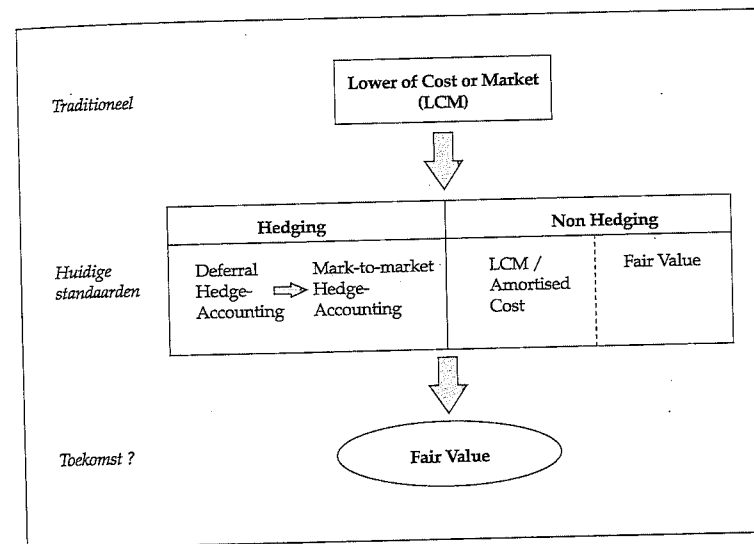 Traditioneel
Lower of Cost or Market
(LCM)
Huidige
standaarden
Hedging
Non Hedging
Deferral
Hedge-
Accounting
Mark-to-market
Hedge-
Accounting
LCM /
Amortised
Cost
Fair Value
Toekomst ?
Fair Value